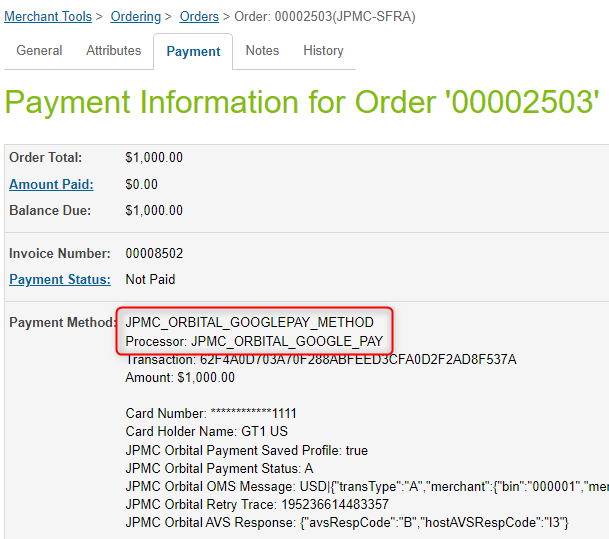 Merchant Tools > Ordering > Orders > Order: 00002503(JPMC-SFRA)
General Attributes Payment Notes History
Payment Information for Order '00002503'
Order Total: $1,000.00
Amount Paid: $0.00
Balance Due: $1,000.00
Invoice Number: 00008502
Payment Status: Not Paid
Payment Method: JPMC_ORBITAL_GOOGLEPAY_METHOD
Processor: JPMC_ORBITAL_GOOGLE_PAY
Transaction: 62F4A0D703A70F288ABFEED3CFA0D2F2AD8F537A
Amount: $1,000.00
Card Number: ************1111
Card Holder Name: GT1 US
JPMC Orbital Payment Saved Profile: true
JPMC Orbital Payment Status: A
JPMC Orbital OMS Message: USD|{"transType":"A","merchant":{"bin":"000001","mer
JPMC Orbital Retry Trace: 195236614483357
JPMC Orbital AVS Response: {"avsRespCode":"B","hostAVSRespCode":"I3"}